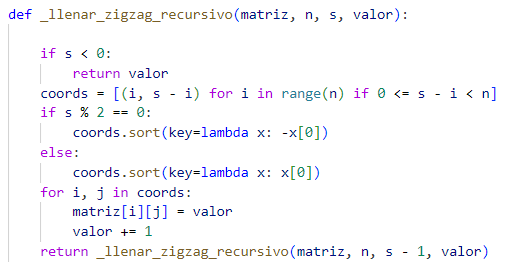 def _llenar_zigzag_recursivo(matriz, n, s, valor):
    if s < 0:
        return valor
    coords = [(i, s - i) for i in range(n) if 0 <= s - i < n]
    if s % 2 == 0:
        coords.sort(key=lambda x: -x[0])
    else:
        coords.sort(key=lambda x: x[0])
    for i, j in coords:
        matriz[i][j] = valor
        valor += 1
    return _llenar_zigzag_recursivo(matriz, n, s - 1, valor)